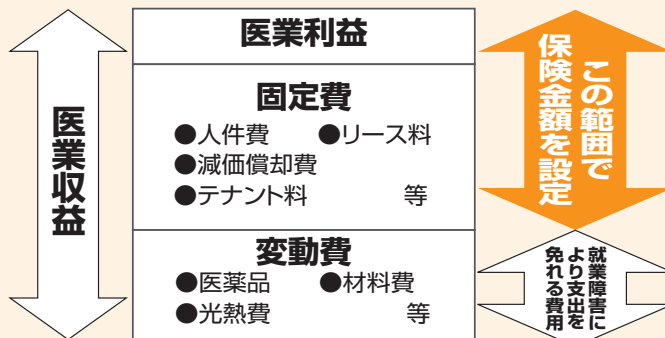 医業収益
医業利益
固定費
●人件費 ●リース料
●減価償却費
●テナント料 等
変動費
●医薬品 ●材料費
●光熱費 等
この範囲で
保険金額を設定
就業障害に
より支出を
免れる費用